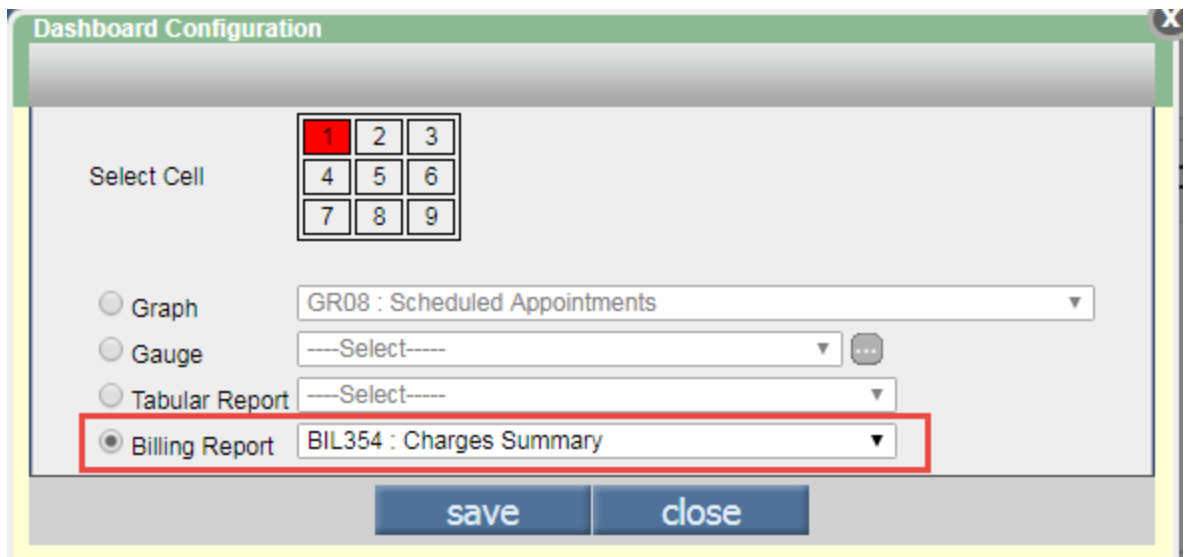 Dashboard Configuration
X
1 2 3
Select Cell
4 5 6
7 8 9
Graph GR08 : Scheduled Appointments
Gauge ----Select-----
...
Tabular Report ----Select-----
Billing Report BIL354 : Charges Summary
save close